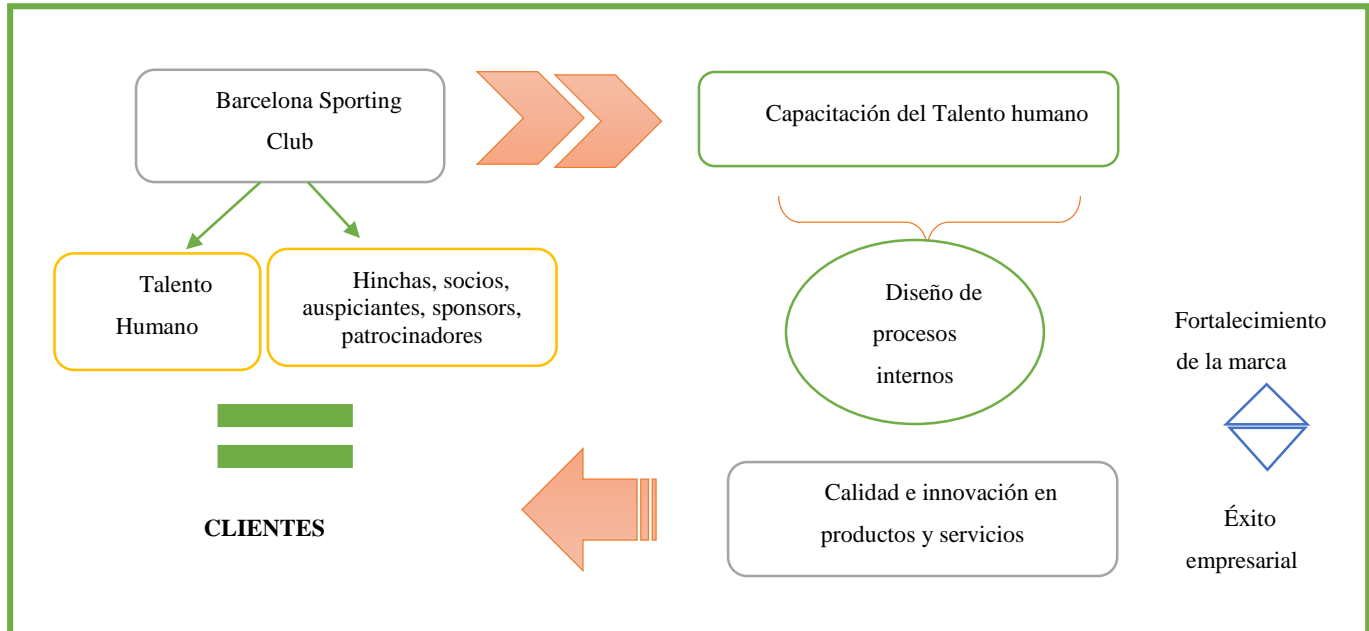 Barcelona Sporting
Club
Capacitación del Talento humano
Talento
Humano
Hinchas, socios,
auspiciantes, sponsors,
patrocinadores
Diseño de
procesos
internos
Fortalecimiento
de la marca
CLIENTES
Calidad e innovación en
productos y servicios
Éxito
empresarial